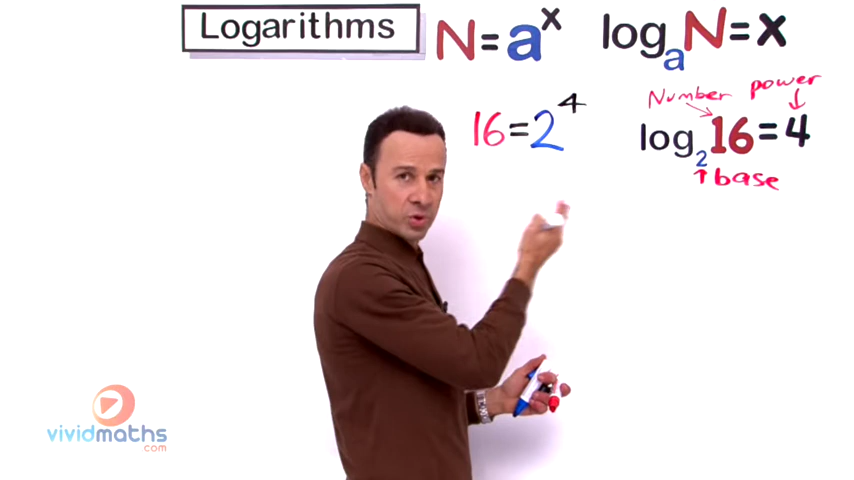 Logarithms
N=a^x
log_a N=x
16=2^4
Number
power
log_2 16=4
base
vividmaths
com